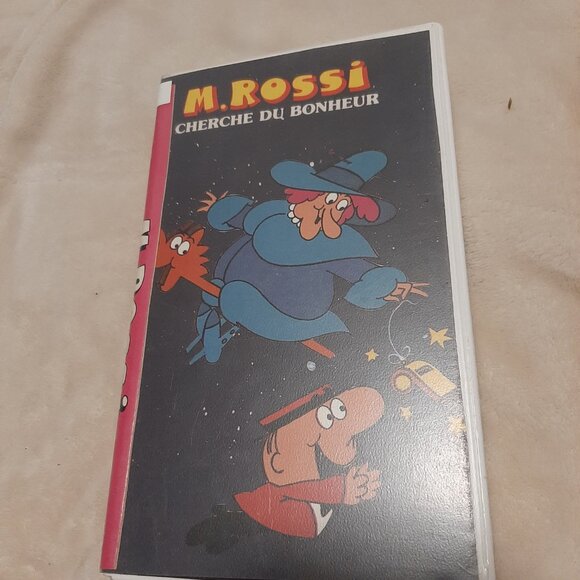 M. ROSSi
CHERCHE DU BONHEUR